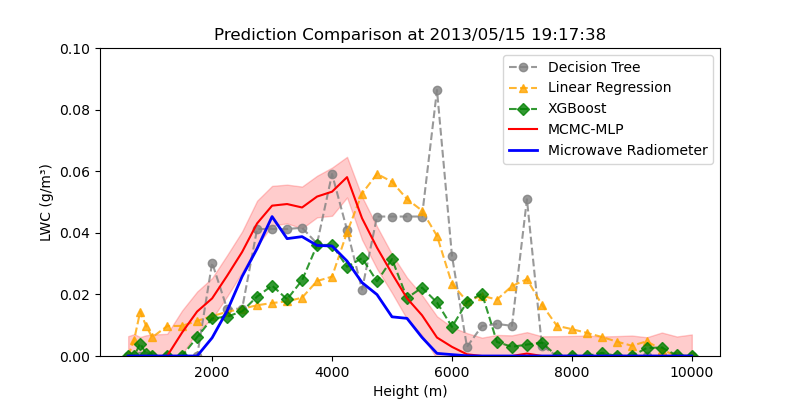 Prediction Comparison at 2013/05/15 19:17:38
0.10
0.08
0.06
0.04
0.02
0.00
LWC (g/m³)
Decision Tree
Linear Regression
XGBoost
MCMC-MLP
Microwave Radiometer
2000 4000 6000 8000 10000
Height (m)